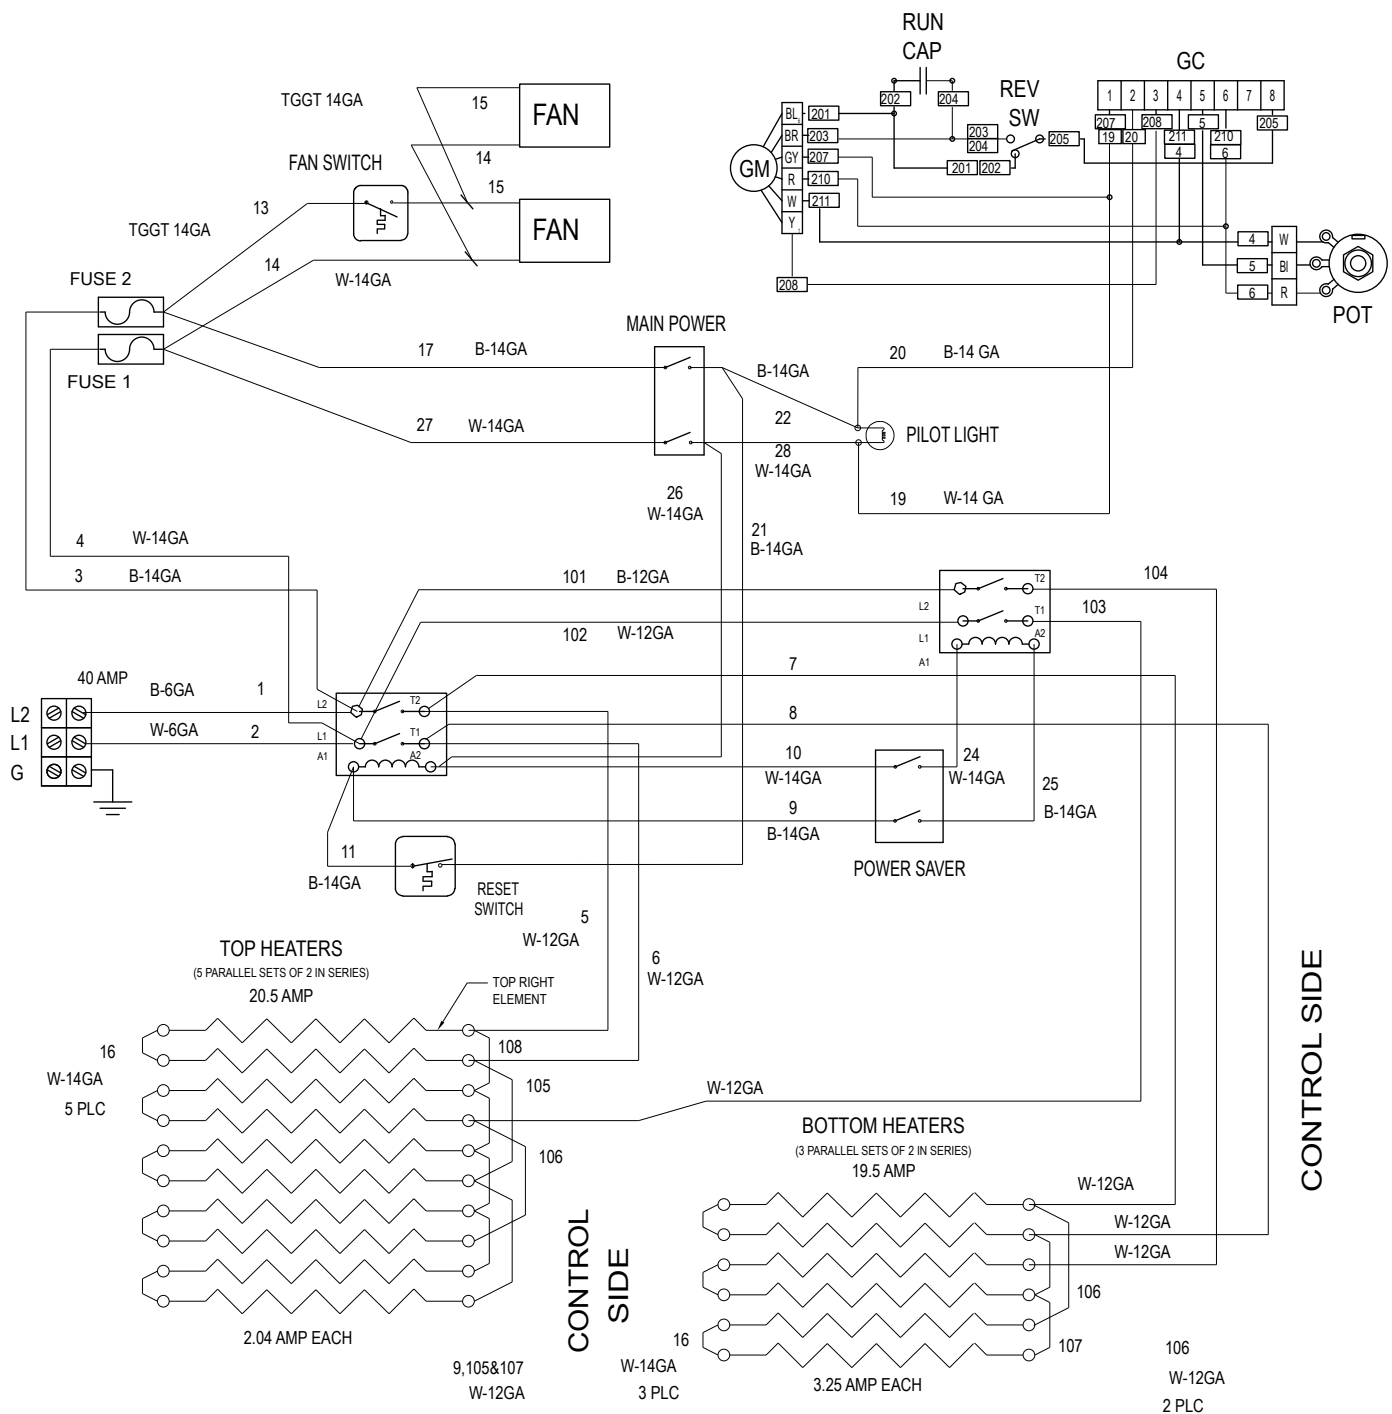 RUN
CAP
GC
REV
SW
1 2 3 4 5 6 7 8
207 208 5 205
19 20 211 210
4 6
202 204
BL 201
BR 203
GY 207
R 210
W 211
Y
GM
203
204
205
201 202
208
4 W
5 Bl
6 R
POT
TGGT 14GA
15
FAN
14
FAN SWITCH
15
FAN
13
TGGT 14GA
14
W-14GA
FUSE 2
FUSE 1
MAIN POWER
17 B-14GA
27 W-14GA
B-14GA
22
28
W-14GA
20 B-14 GA
PILOT LIGHT
19 W-14 GA
26
W-14GA
21
B-14GA
4 W-14GA
3 B-14GA
101 B-12GA
102 W-12GA
T2
L2
T1
L1
A2
A1
104
103
40 AMP
B-6GA 1
L2
W-6GA 2
L1
G
L2 T2
L1 T1
A1 A2
7
8
10
W-14GA
9
B-14GA
24
W-14GA
25
B-14GA
POWER SAVER
11
B-14GA
RESET
SWITCH
5
W-12GA
6
W-12GA
TOP HEATERS
(5 PARALLEL SETS OF 2 IN SERIES)
20.5 AMP
TOP RIGHT
ELEMENT
16
W-14GA
5 PLC
108
105
106
W-12GA
2.04 AMP EACH
CONTROL
SIDE
9,105&107
W-12GA
BOTTOM HEATERS
(3 PARALLEL SETS OF 2 IN SERIES)
19.5 AMP
W-12GA
W-12GA
W-12GA
106
107
16
W-14GA
3 PLC
3.25 AMP EACH
106
W-12GA
2 PLC
CONTROL SIDE